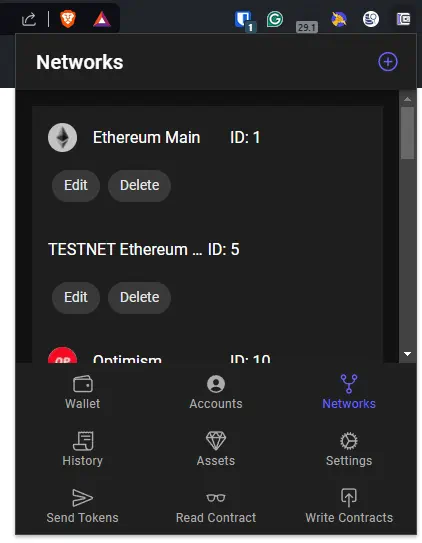 1
29.1
Networks
Ethereum Main ID: 1
Edit Delete
TESTNET Ethereum ... ID: 5
Edit Delete
OP Optimism ID: 10
Wallet Accounts Networks
History Assets Settings
Send Tokens Read Contract Write Contracts